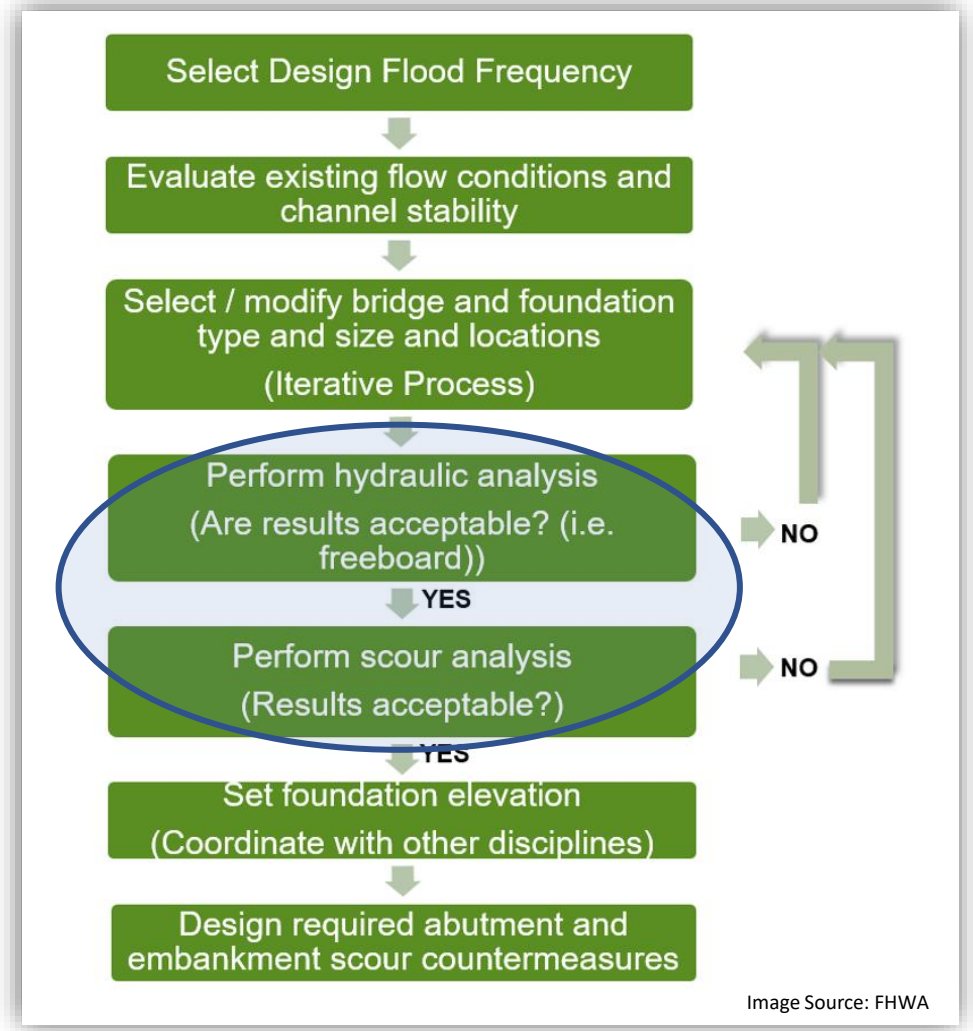 Select Design Flood Frequency
Evaluate existing flow conditions and
channel stability
Select / modify bridge and foundation
type and size and locations
(Iterative Process)
Perform hydraulic analysis
(Are results acceptable? (i.e.
freeboard))
NO
YES
Perform scour analysis
(Results acceptable?)
NO
YES
Set foundation elevation
(Coordinate with other disciplines)
Design required abutment and
embankment scour countermeasures
Image Source: FHWA